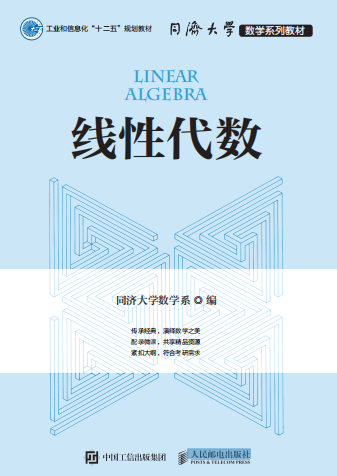 工业和信息化“十二五”规划教材 同濟大学 数学系列教材
LINEAR
ALGEBRA
线性代数
同济大学数学系 编
传承经典，演绎数学之美
配录微课，共享精品资源
紧扣大纲，符合考研需求
中国工信出版集团 人民邮电出版社
POSTS & TELECOM PRESS